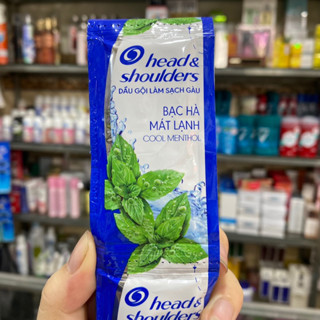 head &
shoulders
DẦU GỘI LÀM SẠCH GÀU
BẠC HÀ
MÁT LẠNH
COOL MENTHOL
head &
shoulders